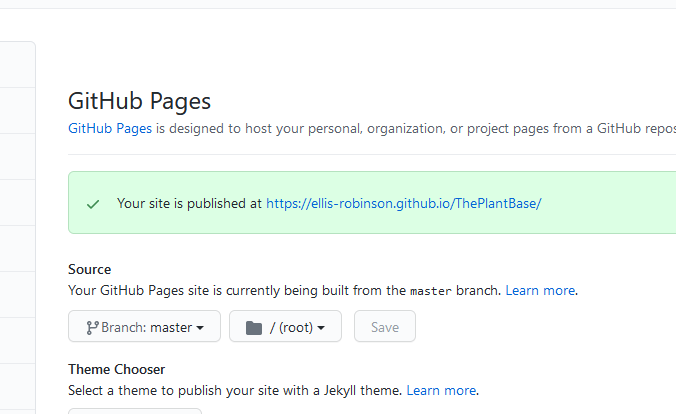 GitHub Pages
GitHub Pages is designed to host your personal, organization, or project pages from a GitHub repos
Your site is published at https://ellis-robinson.github.io/ThePlantBase/
Source
Your GitHub Pages site is currently being built from the master branch. Learn more.
Branch: master / (root) Save
Theme Chooser
Select a theme to publish your site with a Jekyll theme. Learn more.